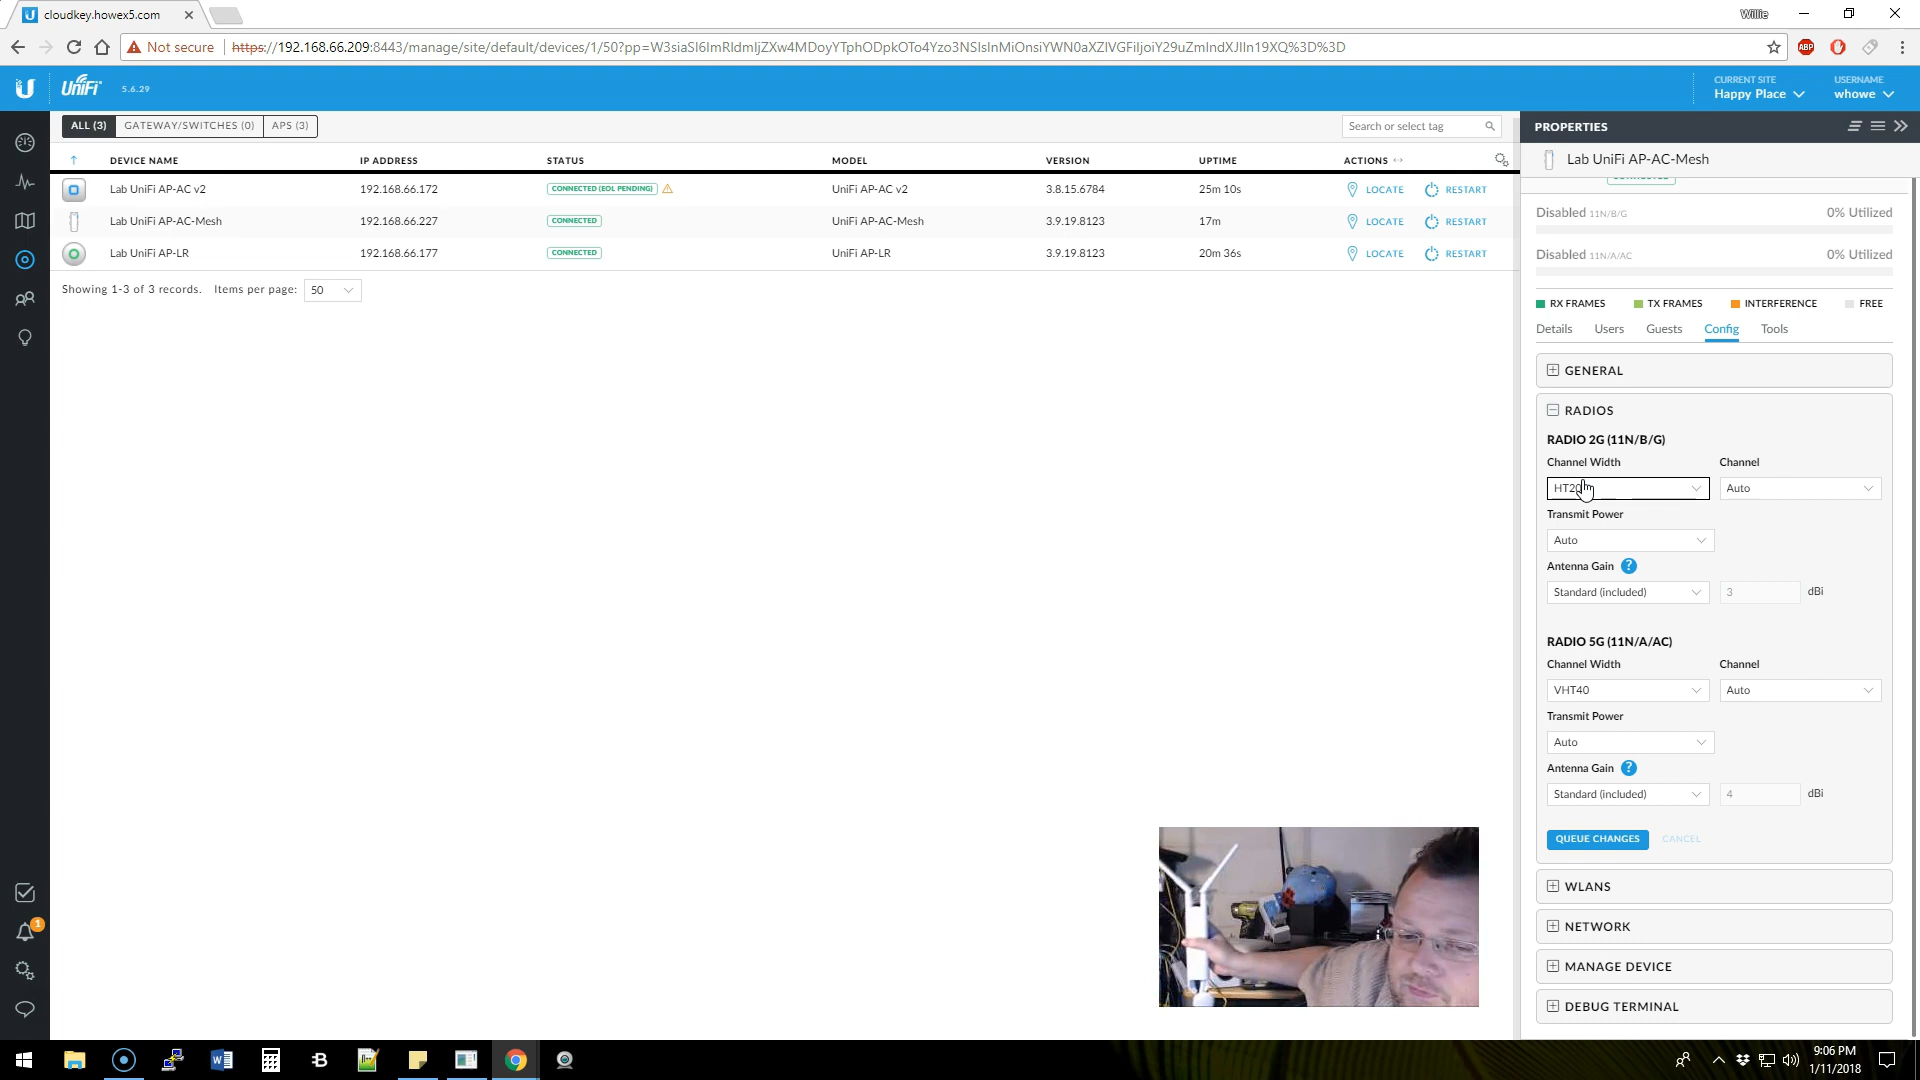 cloudkey.howex5.com
Willie
Not secure
https://192.168.66.209:8443/manage/site/default/devices/1/50?pp=
ABP
U UniFi 5.6.29
CURRENT SITE
Happy Place
USERNAME
whowe
ALL (3) GATEWAY/SWITCHES (0) APS (3)
Search or select tag
DEVICE NAME IP ADDRESS STATUS MODEL VERSION UPTIME ACTIONS
Lab UniFi AP-AC v2 192.168.66.172 CONNECTED (EOL PENDING) UniFi AP-AC v2 3.8.15.6784 25m 10s LOCATE RESTART
Lab UniFi AP-AC-Mesh 192.168.66.227 CONNECTED UniFi AP-AC-Mesh 3.9.19.8123 17m LOCATE RESTART
Lab UniFi AP-LR 192.168.66.177 CONNECTED UniFi AP-LR 3.9.19.8123 20m 36s LOCATE RESTART
Showing 1-3 of 3 records. Items per page: 50
1
PROPERTIES
Lab UniFi AP-AC-Mesh
CONNECTED
Disabled 11N/B/G 0% Utilized
Disabled 11N/A/AC 0% Utilized
RX FRAMES TX FRAMES INTERFERENCE FREE
Details Users Guests Config Tools
GENERAL
RADIOS
RADIO 2G (11N/B/G)
Channel Width Channel
HT20 Auto
Transmit Power
Auto
Antenna Gain ?
Standard (included) 3 dBi
RADIO 5G (11N/A/AC)
Channel Width Channel
VHT40 Auto
Transmit Power
Auto
Antenna Gain ?
Standard (included) 4 dBi
QUEUE CHANGES CANCEL
WLANS
NETWORK
MANAGE DEVICE
DEBUG TERMINAL
9:06 PM
1/11/2018